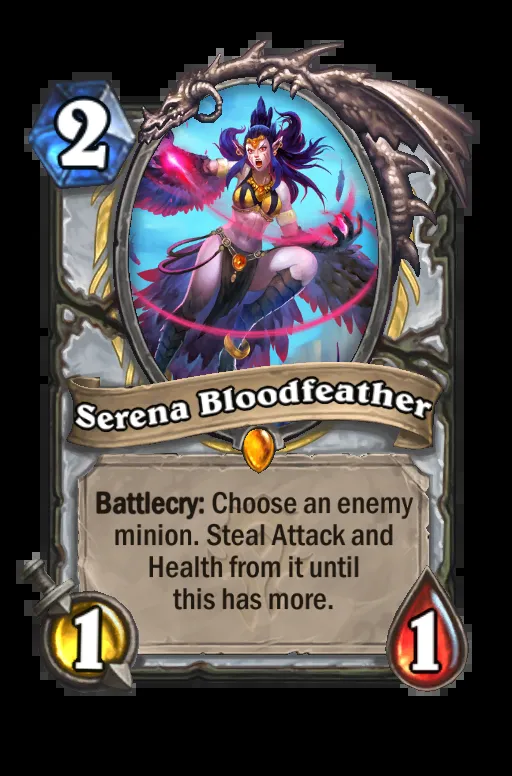 2
Serena Bloodfeather
Battlecry: Choose an enemy
minion. Steal Attack and
Health from it until
this has more.
1
1